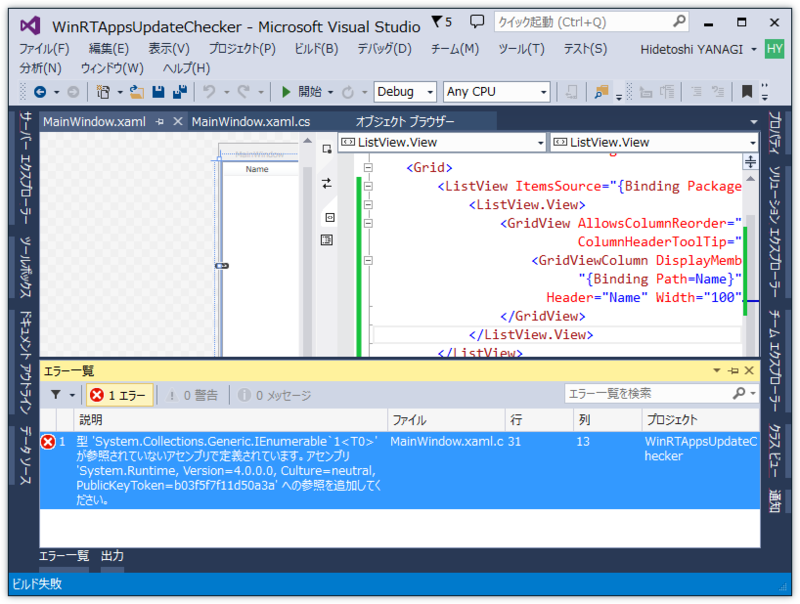 WinRTAppsUpdateChecker - Microsoft Visual Studio
5
クイック起動 (Ctrl+Q)
ファイル(F) 編集(E) 表示(V) プロジェクト(P) ビルド(B) デバッグ(D) チーム(M) ツール(T) テスト(S) Hidetoshi YANAGI HY
分析(N) ウィンドウ(W) ヘルプ(H)
開始 Debug Any CPU
サーバー エクスプローラー
ツールボックス
ドキュメント アウトライン
データ ソース
MainWindow.xaml MainWindow.xaml.cs オブジェクト ブラウザー
ListView.View ListView.View
MainWindow
Name
<Grid>
<ListView ItemsSource="{Binding Package
<ListView.View>
<GridView AllowsColumnReorder="
ColumnHeaderToolTip="
<GridViewColumn DisplayMemb
"{Binding Path=Name}"
Header="Name" Width="100"
</GridView>
</ListView.View>
</ListView>
プロパティ
ソリューション エクスプローラー
チーム エクスプローラー
クラス ビュー
通知
エラー一覧
1 エラー 0 警告 0 メッセージ エラー一覧を検索
説明 ファイル 行 列 プロジェクト
1 型 'System.Collections.Generic.IEnumerable`1<T0>' MainWindow.xaml.c 31 13 WinRTAppsUpdateC
が参照されていないアセンブリで定義されています。アセンブリ checker
'System.Runtime, Version=4.0.0.0, Culture=neutral,
PublicKeyToken=b03f5f7f11d50a3a' への参照を追加してく
ださい。
エラー一覧 出力
ビルド失敗